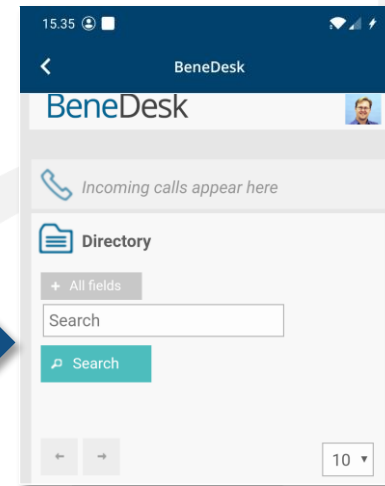 15.35
BeneDesk
BeneDesk
Incoming calls appear here
Directory
+ All fields
Search
Search
← →
10